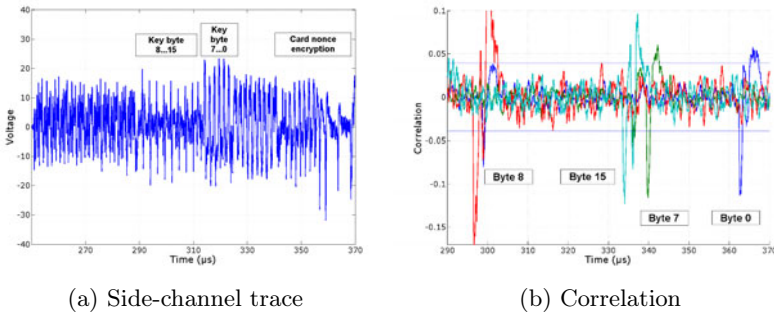 40
30
20
10
0
-10
-20
-30
-40
Voltage
Key byte
8...15
Key
byte
7...0
Card nonce
encryption
270
290
310
330
350
370
Time (µs)
(a) Side-channel trace
0.1
0.05
0
-0.05
-0.1
-0.15
Correlation
Byte 8
Byte 15
Byte 7
Byte 0
290
300
310
320
330
340
350
360
370
Time (µs)
(b) Correlation